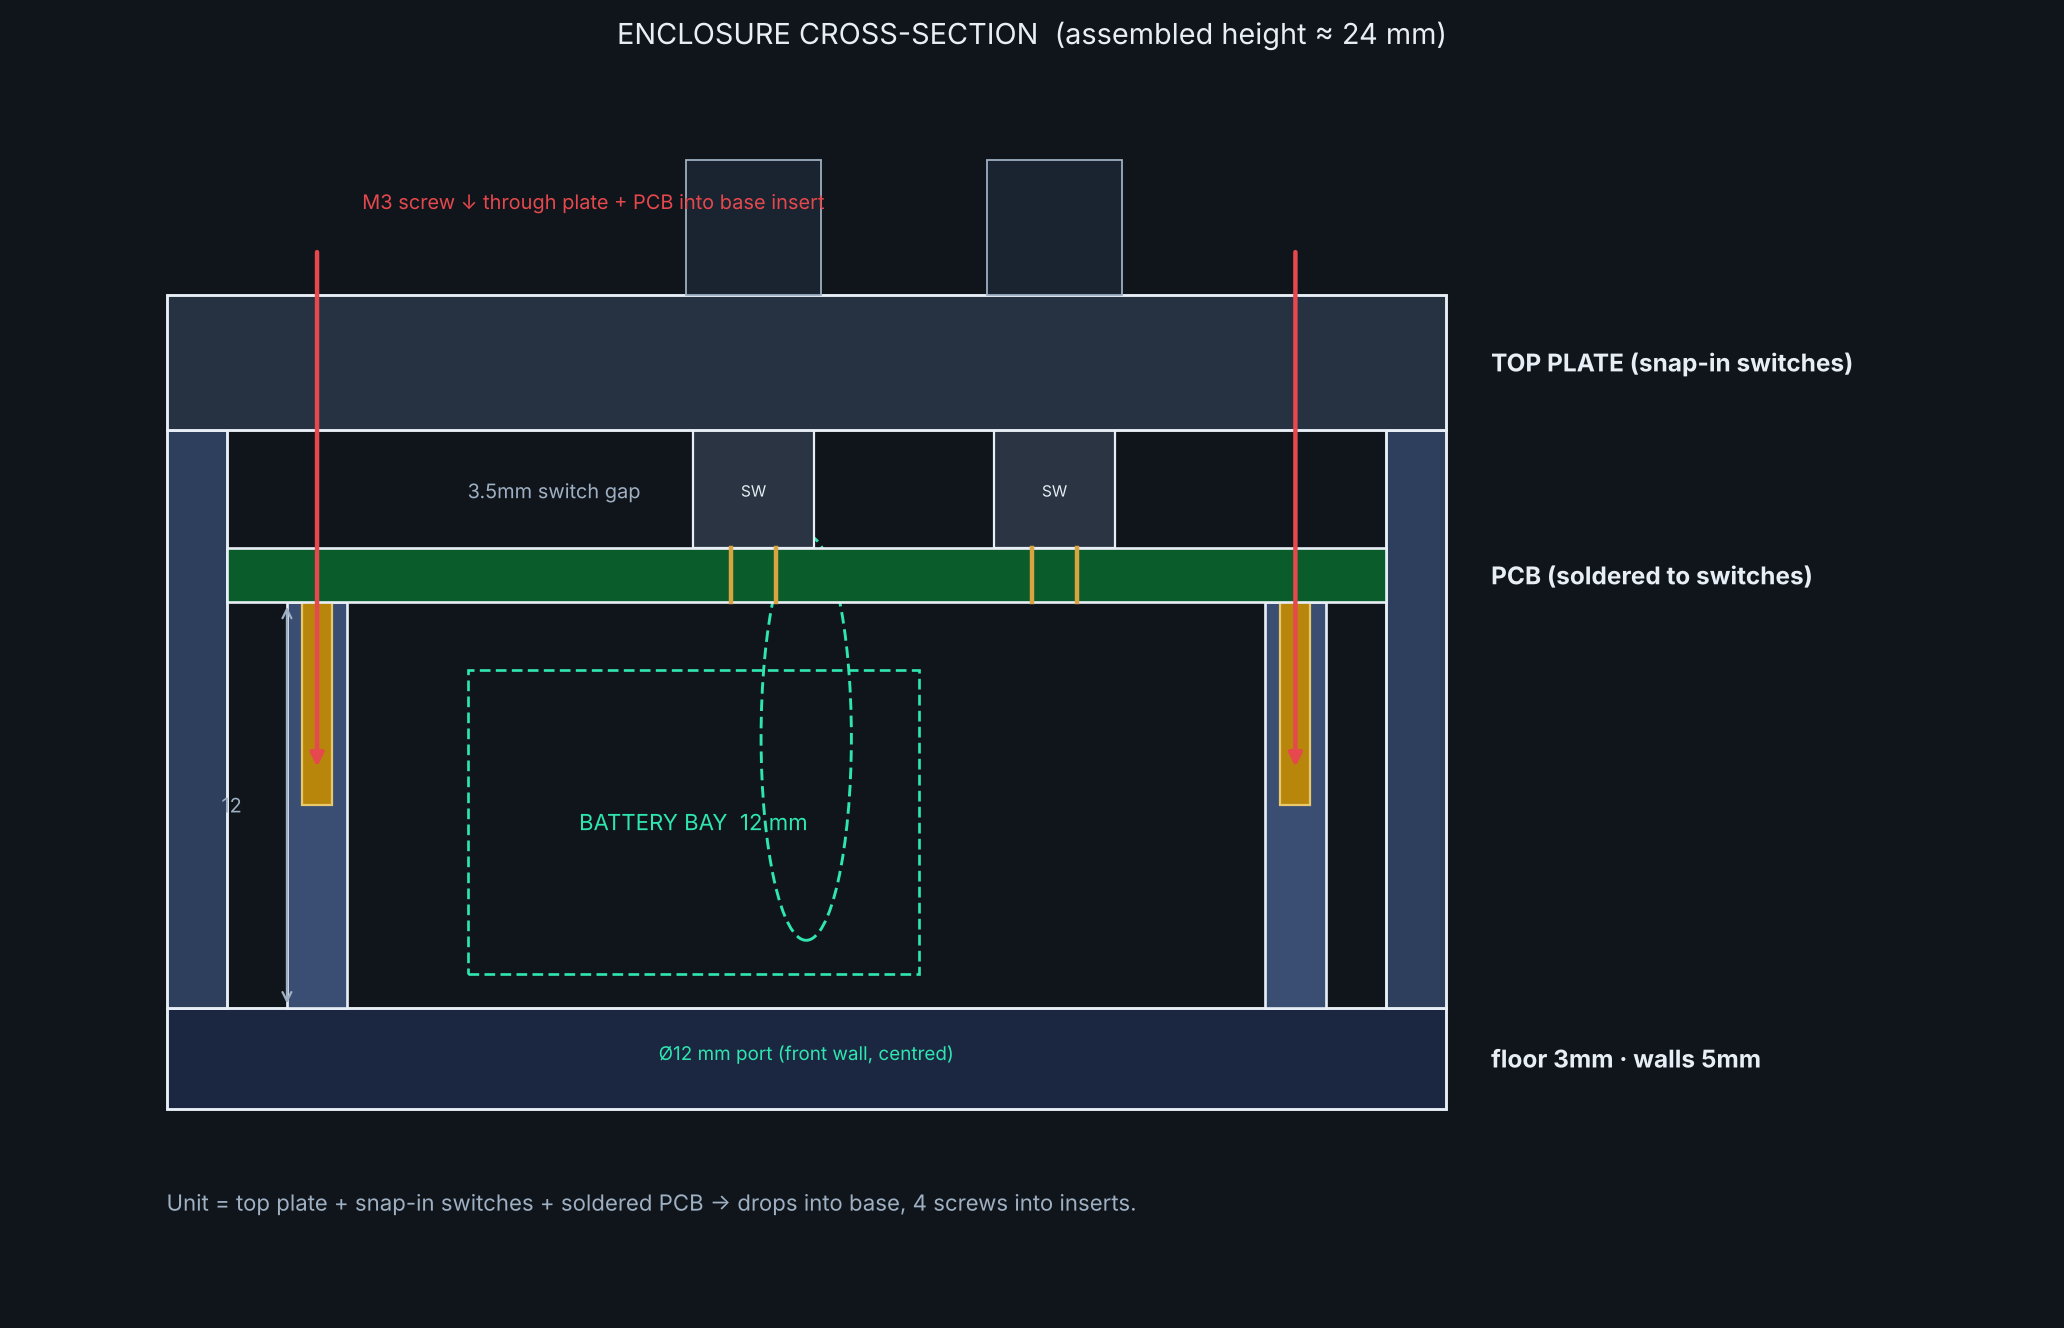 ENCLOSURE CROSS-SECTION (assembled height ≈ 24 mm)
M3 screw ↓ through plate + PCB into base insert
TOP PLATE (snap-in switches)
3.5mm switch gap
SW
SW
PCB (soldered to switches)
12
BATTERY BAY 12 mm
Ø12 mm port (front wall, centred)
floor 3mm · walls 5mm
Unit = top plate + snap-in switches + soldered PCB → drops into base, 4 screws into inserts.